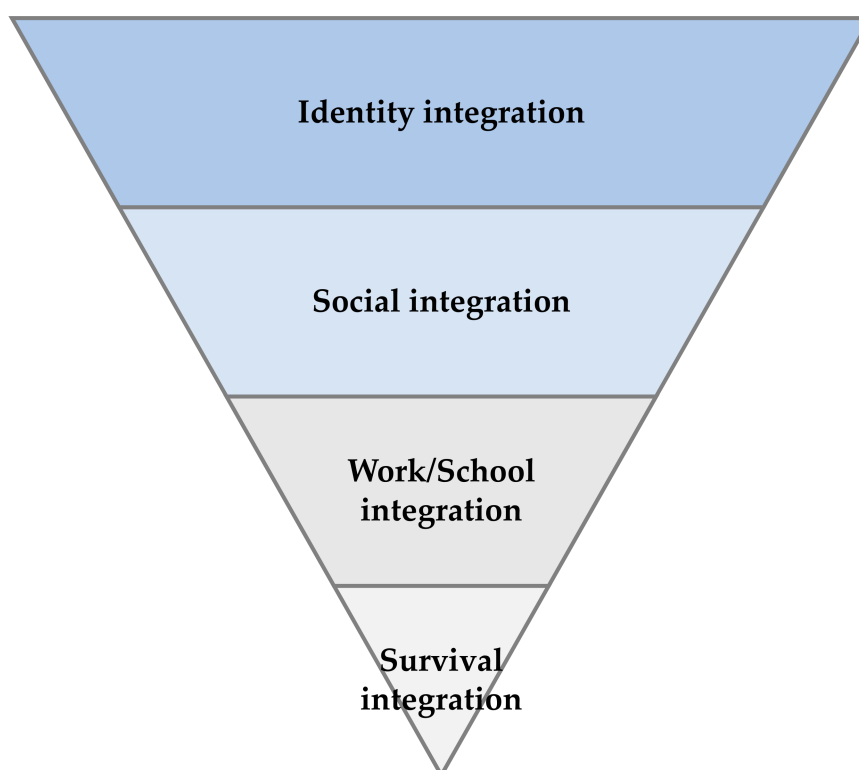 Identity integration
Social integration
Work/School
integration
Survival
integration